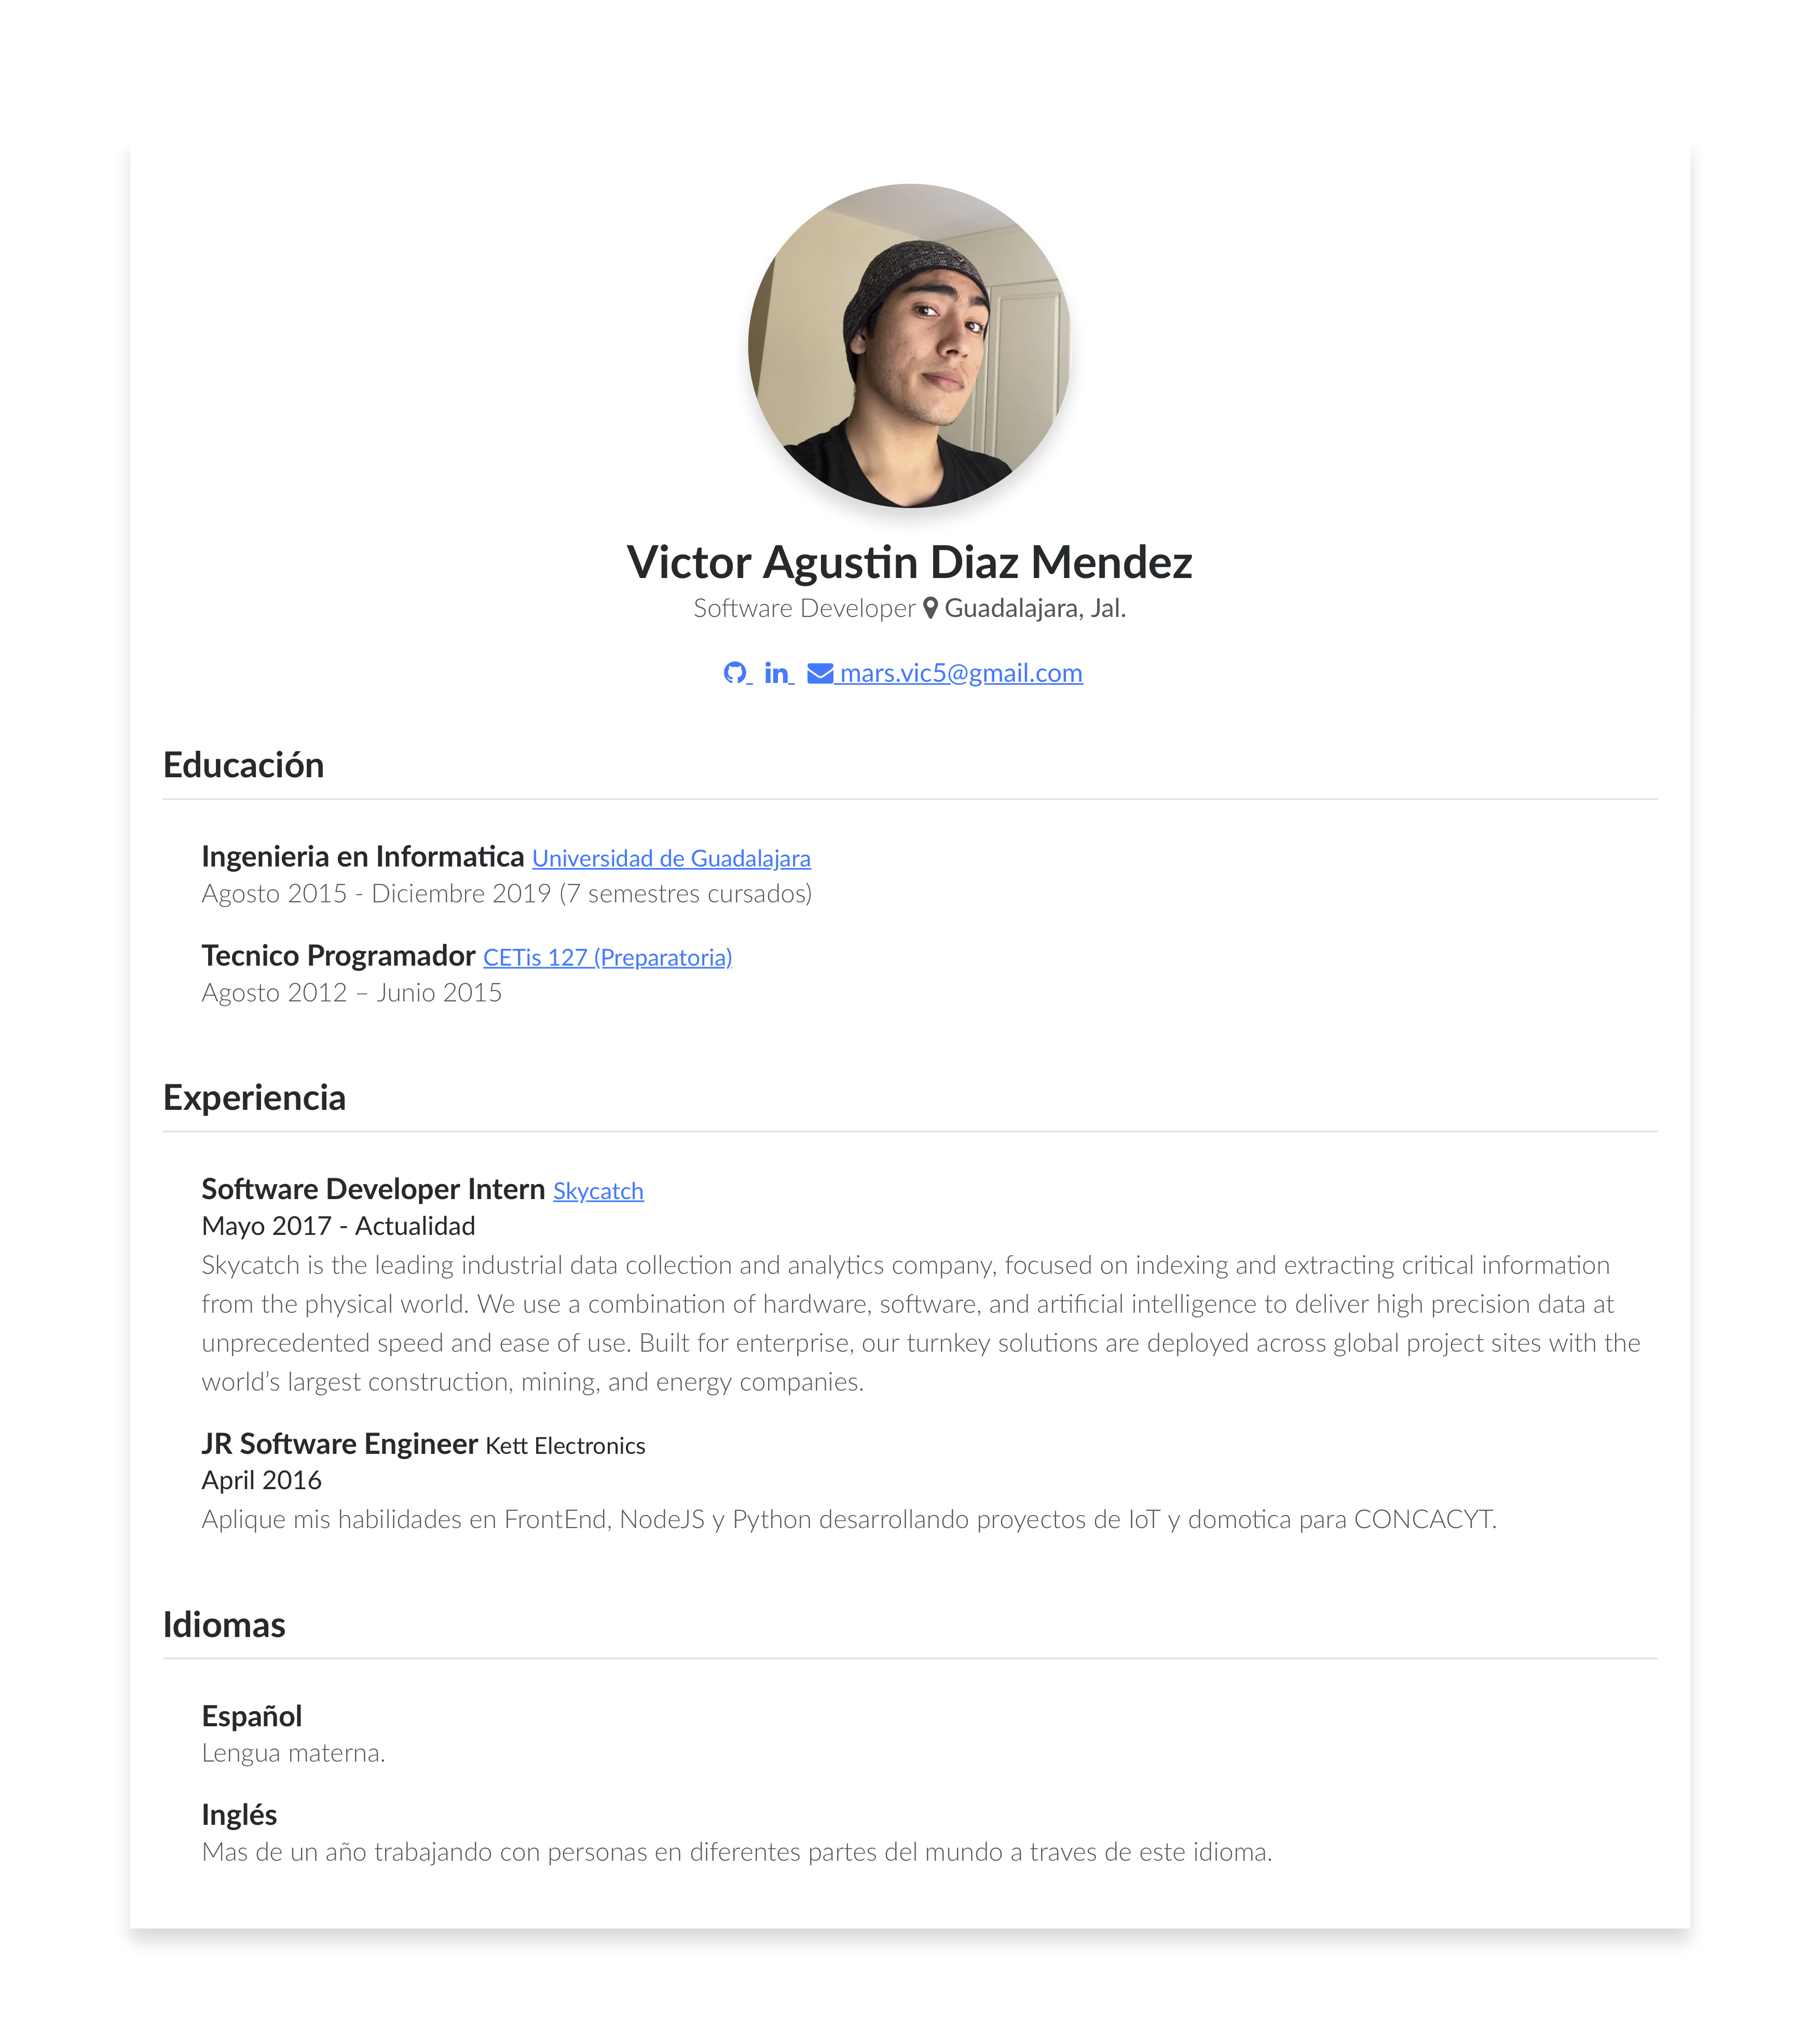 Victor Agustin Diaz Mendez
Software Developer Guadalajara, Jal.
mars.vic5@gmail.com
Educación
Ingenieria en Informatica Universidad de Guadalajara
Agosto 2015 - Diciembre 2019 (7 semestres cursados)
Tecnico Programador CETis 127 (Preparatoria)
Agosto 2012 – Junio 2015
Experiencia
Software Developer Intern Skycatch
Mayo 2017 - Actualidad
Skycatch is the leading industrial data collection and analytics company, focused on indexing and extracting critical information
from the physical world. We use a combination of hardware, software, and artificial intelligence to deliver high precision data at
unprecedented speed and ease of use. Built for enterprise, our turnkey solutions are deployed across global project sites with the
world’s largest construction, mining, and energy companies.
JR Software Engineer Kett Electronics
April 2016
Aplique mis habilidades en FrontEnd, NodeJS y Python desarrollando proyectos de IoT y domotica para CONCACYT.
Idiomas
Español
Lengua materna.
Inglés
Mas de un año trabajando con personas en diferentes partes del mundo a traves de este idioma.